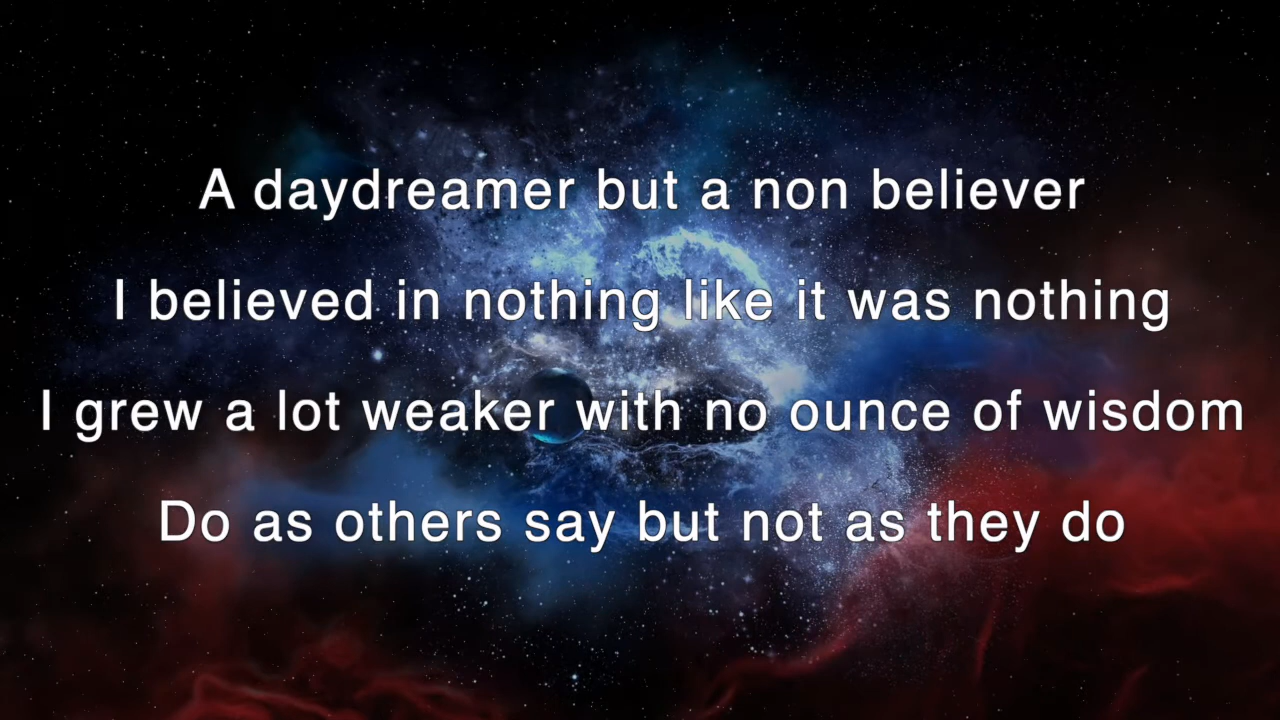 A daydreamer but a non believer
I believed in nothing like it was nothing
I grew a lot weaker with no ounce of wisdom
Do as others say but not as they do